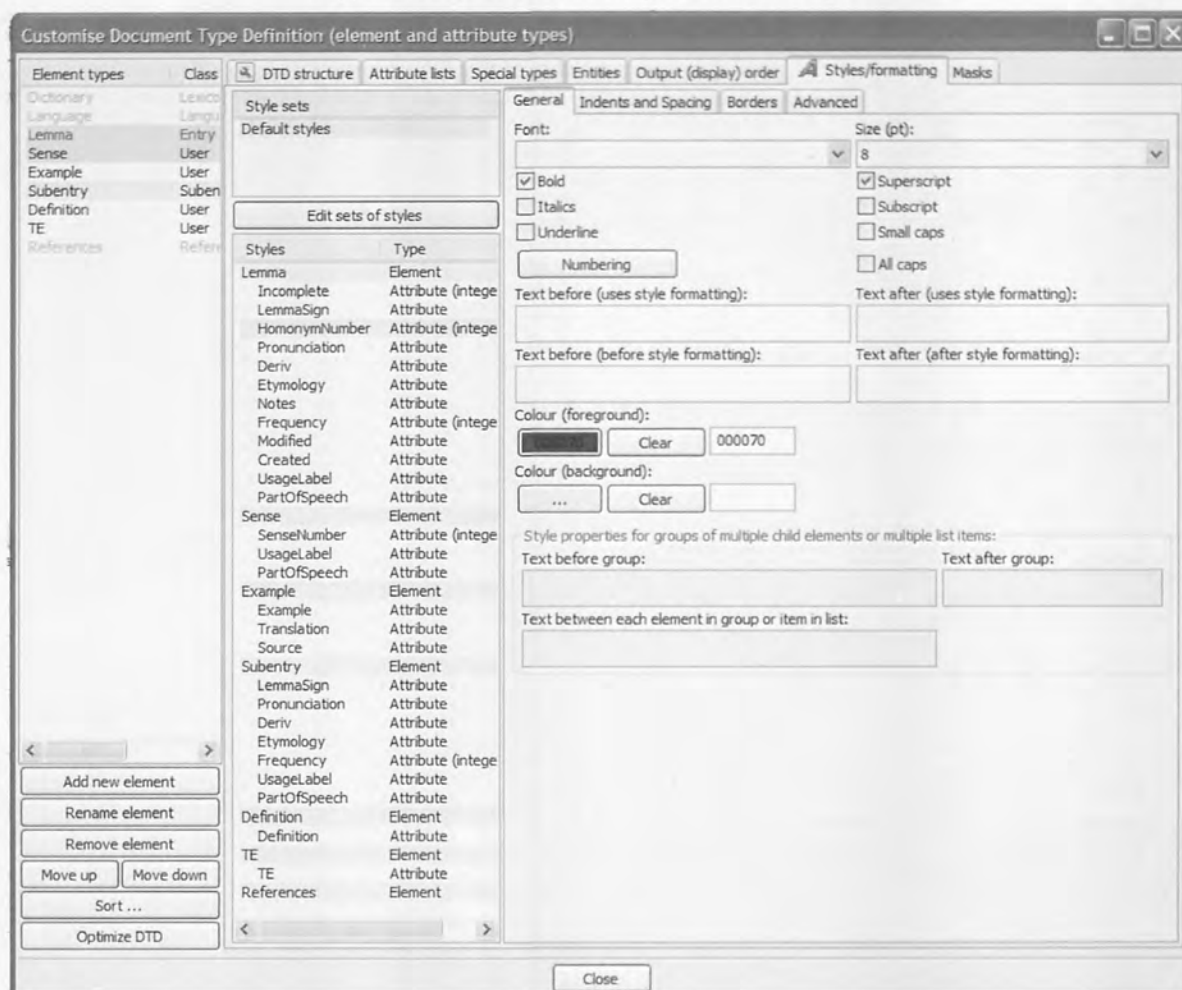 Customise Document Type Definition (element and attribute types)
Element types Class
Dictionary Lexico
Language Langu
Lemma Entry
Sense User
Example User
Subentry Suben
Definition User
TE User
References Refere
Add new element
Rename element
Remove element
Move up Move down
Sort ...
Optimize DTD
DTD structure Attribute lists Special types Entities Output (display) order Styles/formatting Masks
Style sets
Default styles
Edit sets of styles
Styles Type
Lemma Element
Incomplete Attribute (intege
LemmaSign Attribute
HomonymNumber Attribute (intege
Pronunciation Attribute
Deriv Attribute
Etymology Attribute
Notes Attribute
Frequency Attribute (intege
Modified Attribute
Created Attribute
UsageLabel Attribute
PartOfSpeech Attribute
Sense Element
SenseNumber Attribute (intege
UsageLabel Attribute
PartOfSpeech Attribute
Example Element
Example Attribute
Translation Attribute
Source Attribute
Subentry Element
LemmaSign Attribute
Pronunciation Attribute
Deriv Attribute
Etymology Attribute
Frequency Attribute (intege
UsageLabel Attribute
PartOfSpeech Attribute
Definition Element
Definition Attribute
TE Element
TE Attribute
References Element
General Indents and Spacing Borders Advanced
Font: Size (pt):
8
Bold Superscript
Italics Subscript
Underline Small caps
Numbering All caps
Text before (uses style formatting): Text after (uses style formatting):
Text before (before style formatting): Text after (after style formatting):
Colour (foreground):
000070 Clear 000070
Colour (background):
... Clear
Style properties for groups of multiple child elements or multiple list items:
Text before group: Text after group:
Text between each element in group or item in list:
Close